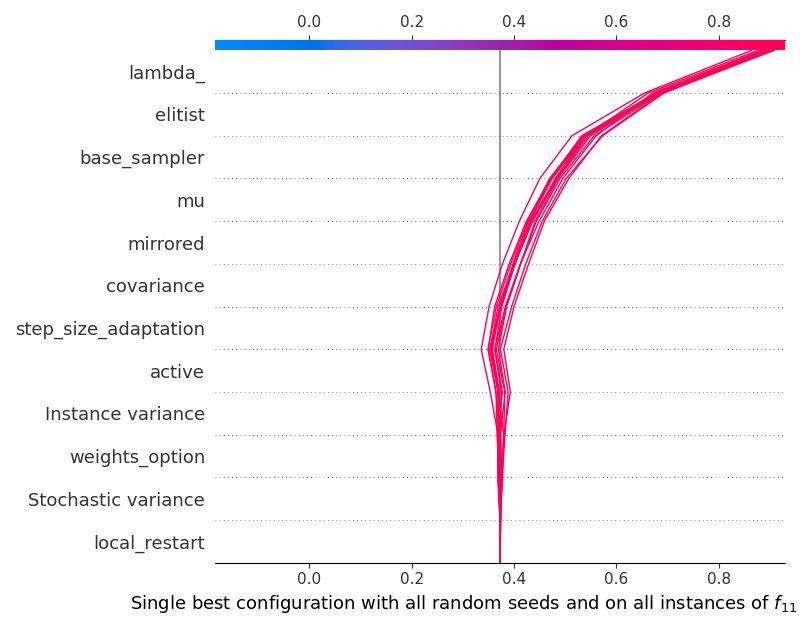 0.0 0.2 0.4 0.6 0.8
lambda_
elitist
base_sampler
mu
mirrored
covariance
step_size_adaptation
active
Instance variance
weights_option
Stochastic variance
local_restart
0.0 0.2 0.4 0.6 0.8
Single best configuration with all random seeds and on all instances of f11